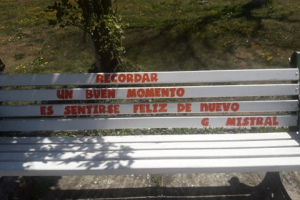 RECORDAR
UN BUEN MOMENTO
ES SENTIRSE FELIZ DE NUEVO
G MISTRAL